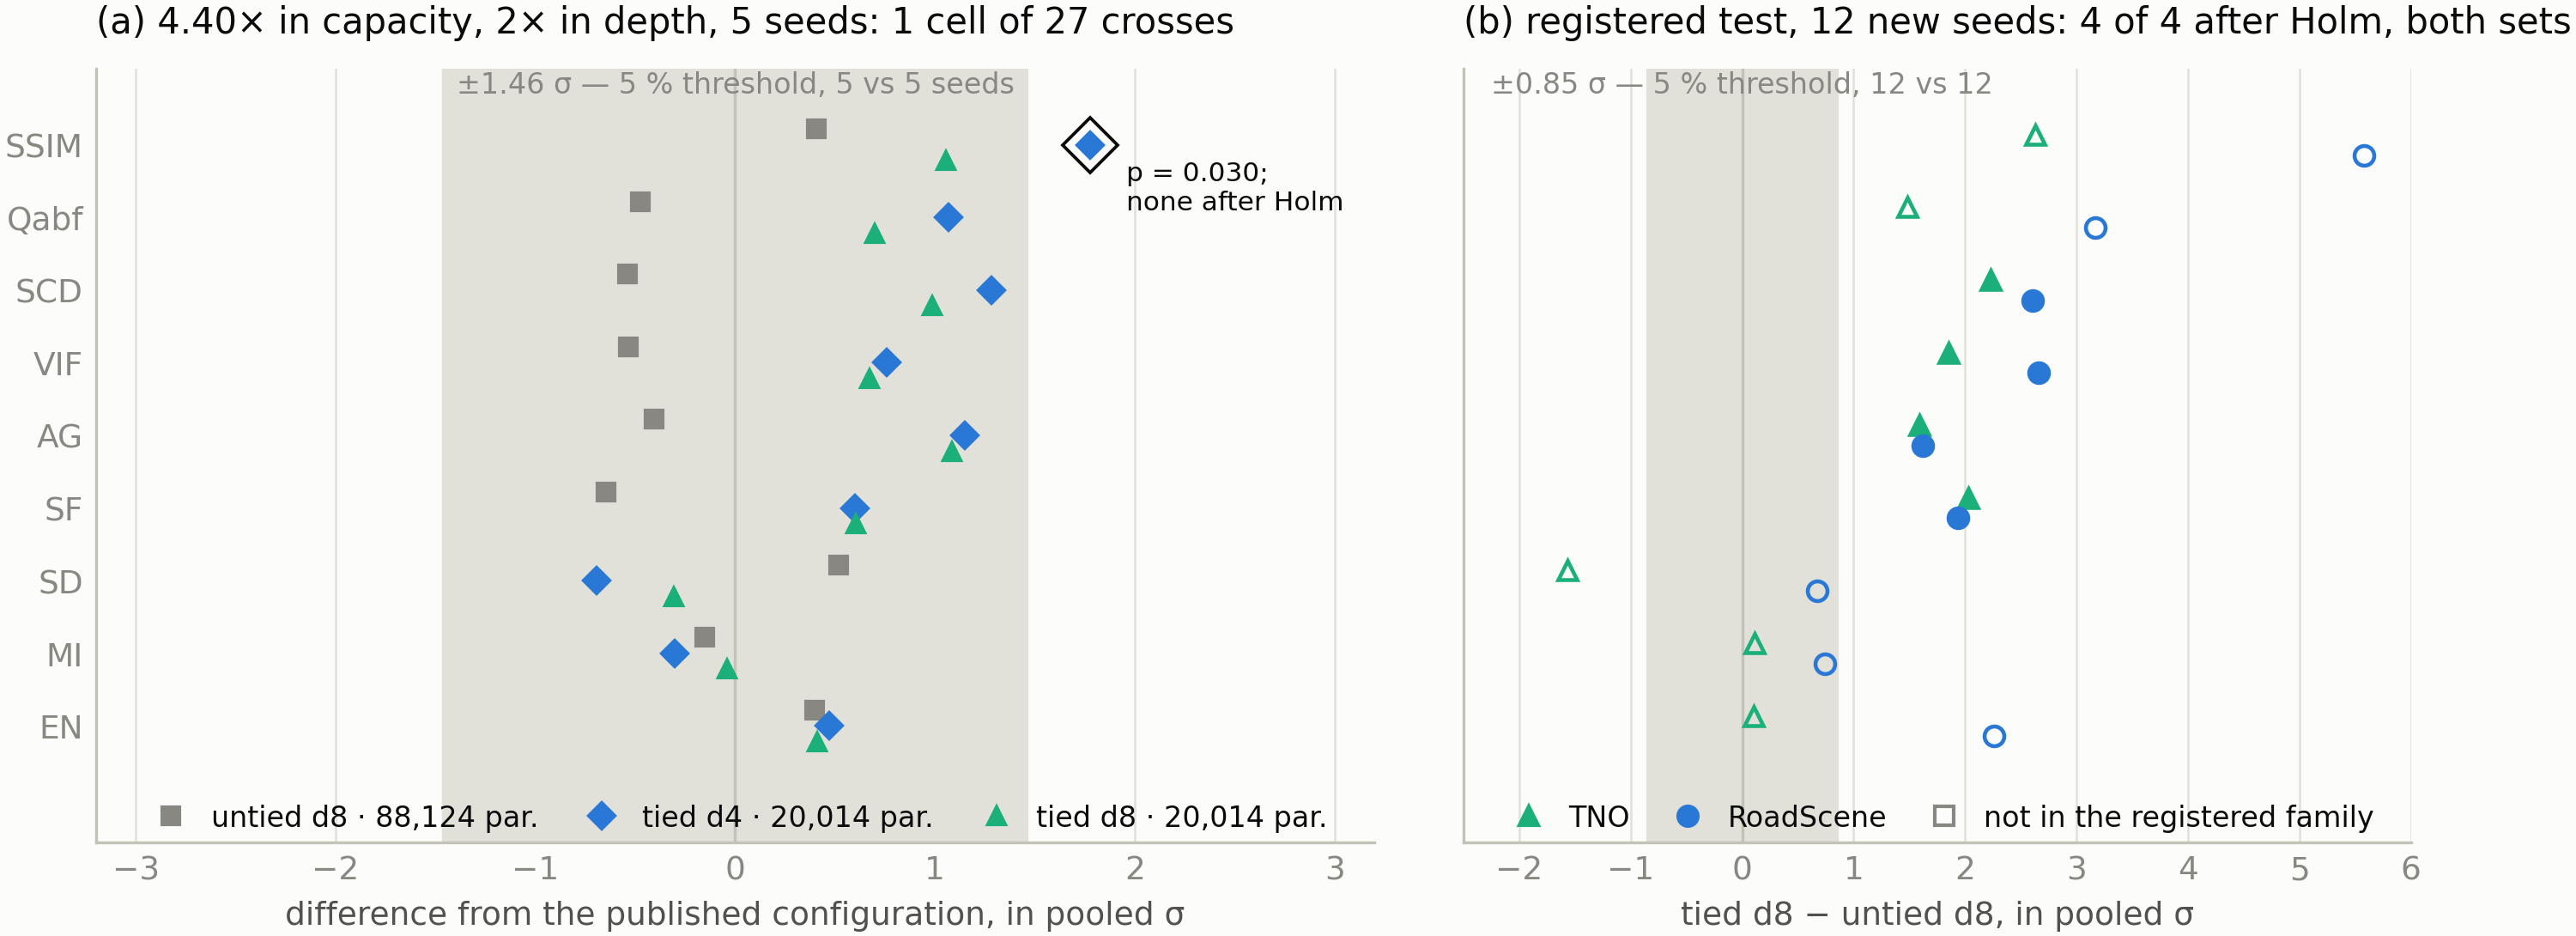 (a) 4.40× in capacity, 2× in depth, 5 seeds: 1 cell of 27 crosses
±1.46 σ — 5 % threshold, 5 vs 5 seeds
SSIM
Qabf
SCD
VIF
AG
SF
SD
MI
EN
p = 0.030;
none after Holm
untied d8 · 88,124 par.
tied d4 · 20,014 par.
tied d8 · 20,014 par.
−3
−2
−1
0
1
2
3
difference from the published configuration, in pooled σ
(b) registered test, 12 new seeds: 4 of 4 after Holm, both sets
±0.85 σ — 5 % threshold, 12 vs 12
TNO
RoadScene
not in the registered family
−2
−1
0
1
2
3
4
5
6
tied d8 − untied d8, in pooled σ